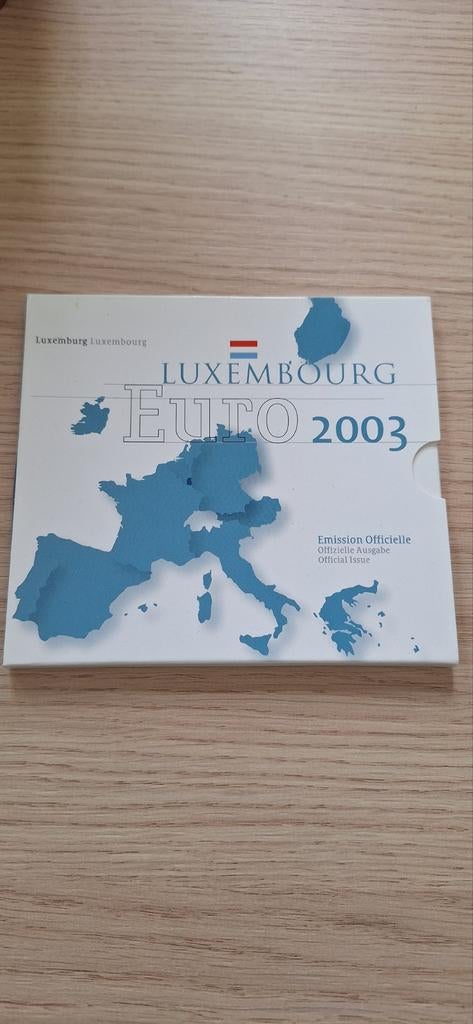 Luxemburg Luxembourg
LUXEMBOURG
Euro 2003
Emission Officielle
Offizielle Ausgabe
Official Issue